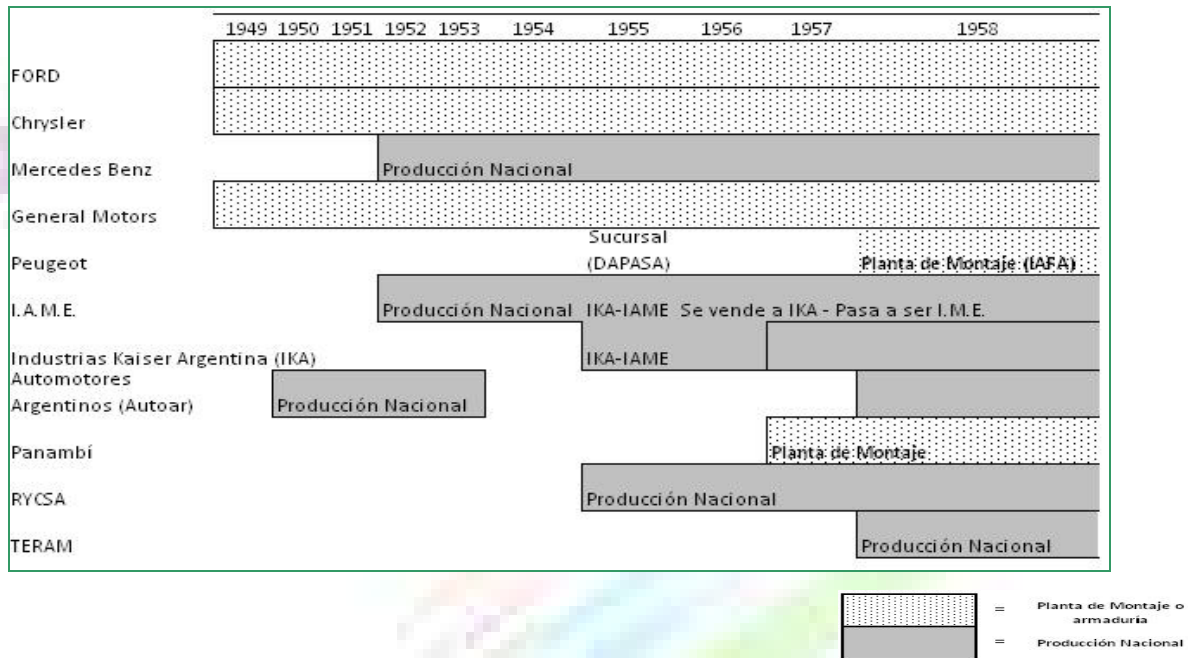 1949 1950 1951 1952 1953 1954 1955 1956 1957 1958
FORD
Chrysler
Mercedes Benz Producción Nacional
General Motors
Sucursal
Peugeot (DAPASA) Planta de Montaje (IAFA)
I.A.M.E. Producción Nacional IKA-IAME Se vende a IKA - Pasa a ser I.M.E.
Industrias Kaiser Argentina (IKA) IKA-IAME
Automotores
Argentinos (Autoar) Producción Nacional
Panambí Planta de Montaje
RYCSA Producción Nacional
TERAM Producción Nacional
= Planta de Montaje o
armaduría
= Producción Nacional